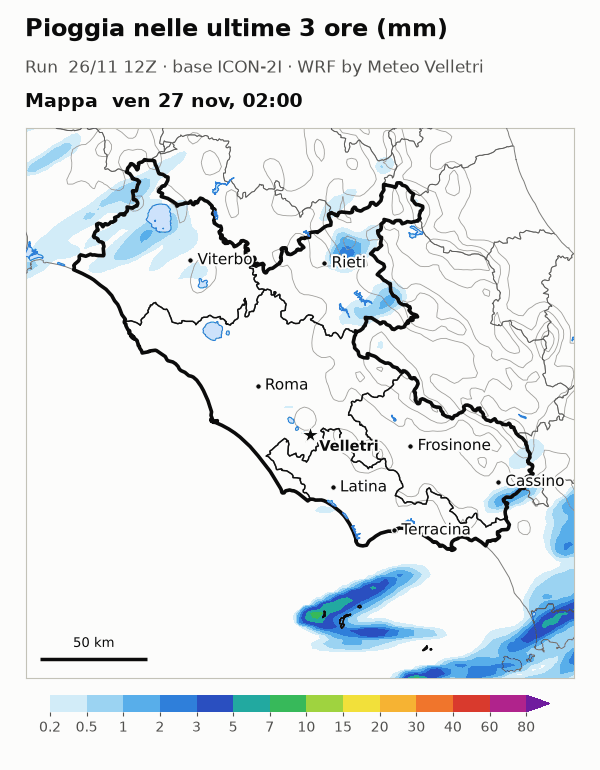 Pioggia nelle ultime 3 ore (mm)
Run  26/11 12Z · base ICON-2I · WRF by Meteo Velletri
Mappa  ven 27 nov, 02:00
Viterbo
Rieti
Roma
Velletri
Frosinone
Latina
Cassino
Terracina
50 km
0.2 0.5 1 2 3 5 7 10 15 20 30 40 60 80